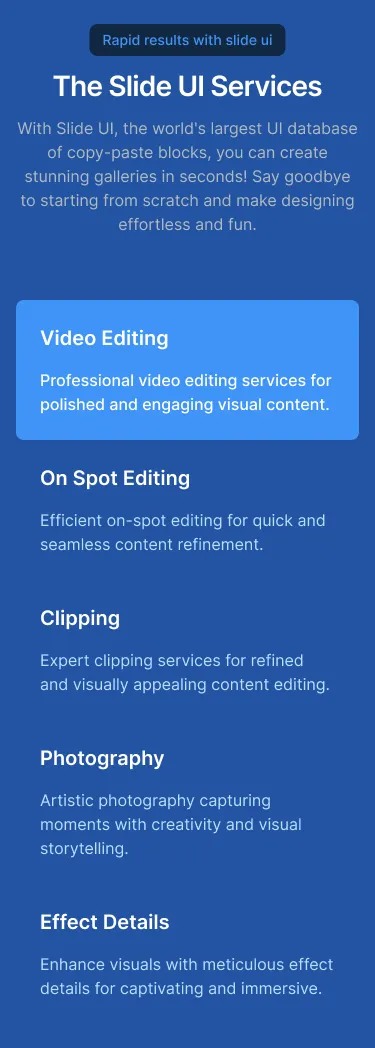 Rapid results with slide ui
The Slide UI Services
With Slide UI, the world's largest UI database
of copy-paste blocks, you can create
stunning galleries in seconds! Say goodbye
to starting from scratch and make designing
effortless and fun.
Video Editing
Professional video editing services for
polished and engaging visual content.
On Spot Editing
Efficient on-spot editing for quick and
seamless content refinement.
Clipping
Expert clipping services for refined
and visually appealing content editing.
Photography
Artistic photography capturing
moments with creativity and visual
storytelling.
Effect Details
Enhance visuals with meticulous effect
details for captivating and immersive.